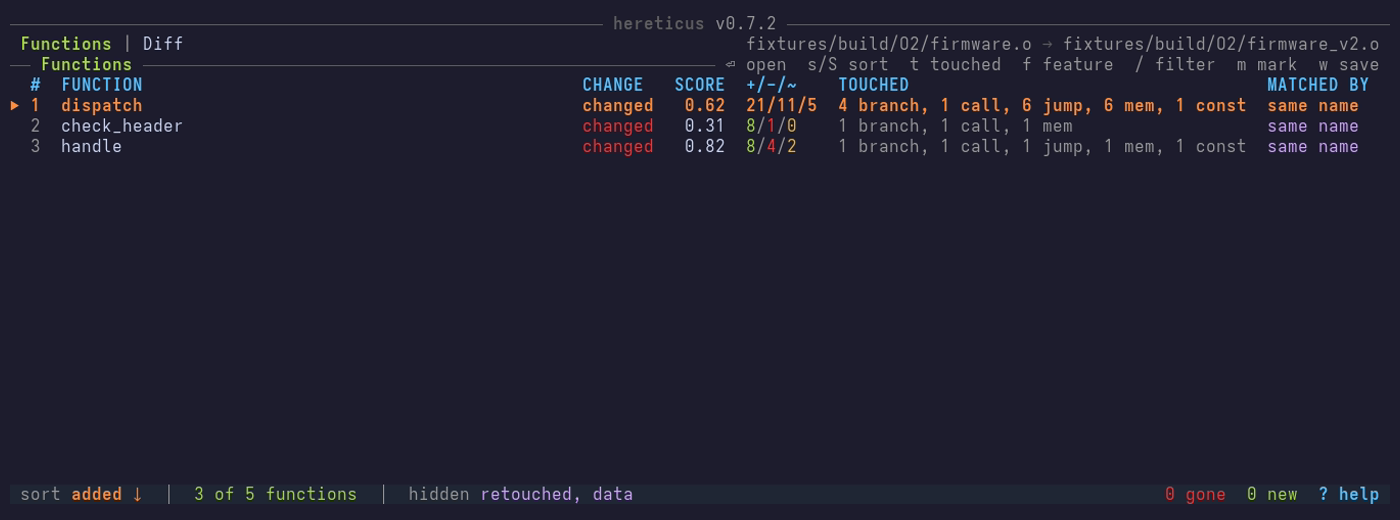 hereticus v0.7.2
Functions | Diff fixtures/build/O2/firmware.o → fixtures/build/O2/firmware_v2.o
Functions ⏎ open s/S sort t touched f feature / filter m mark w save
# FUNCTION CHANGE SCORE +/-/~ TOUCHED MATCHED BY
▶ 1 dispatch changed 0.62 21/11/5 4 branch, 1 call, 6 jump, 6 mem, 1 const same name
2 check_header changed 0.31 8/1/0 1 branch, 1 call, 1 mem same name
3 handle changed 0.82 8/4/2 1 branch, 1 call, 1 jump, 1 mem, 1 const same name
sort added ↓ │ 3 of 5 functions │ hidden retouched, data 0 gone 0 new ? help